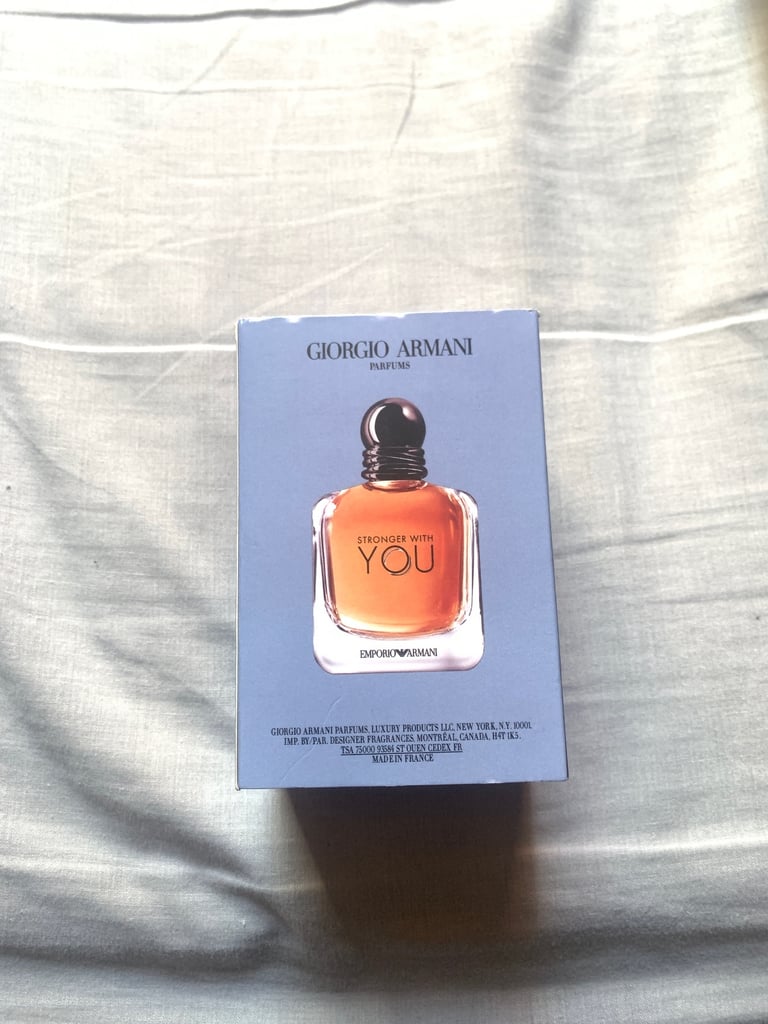 GIORGIO ARMANI
PARFUMS
STRONGER WITH
YOU
EMPORIO ARMANI
GIORGIO ARMANI PARFUMS, LUXURY PRODUCTS LLC, NEW YORK, N.Y. 10001.
IMP. BY/PAR. DESIGNER FRAGRANCES, MONTRÉAL, CANADA, H4T 1K5.
TSA 75000 93584 ST OUEN CEDEX FR
MADE IN FRANCE